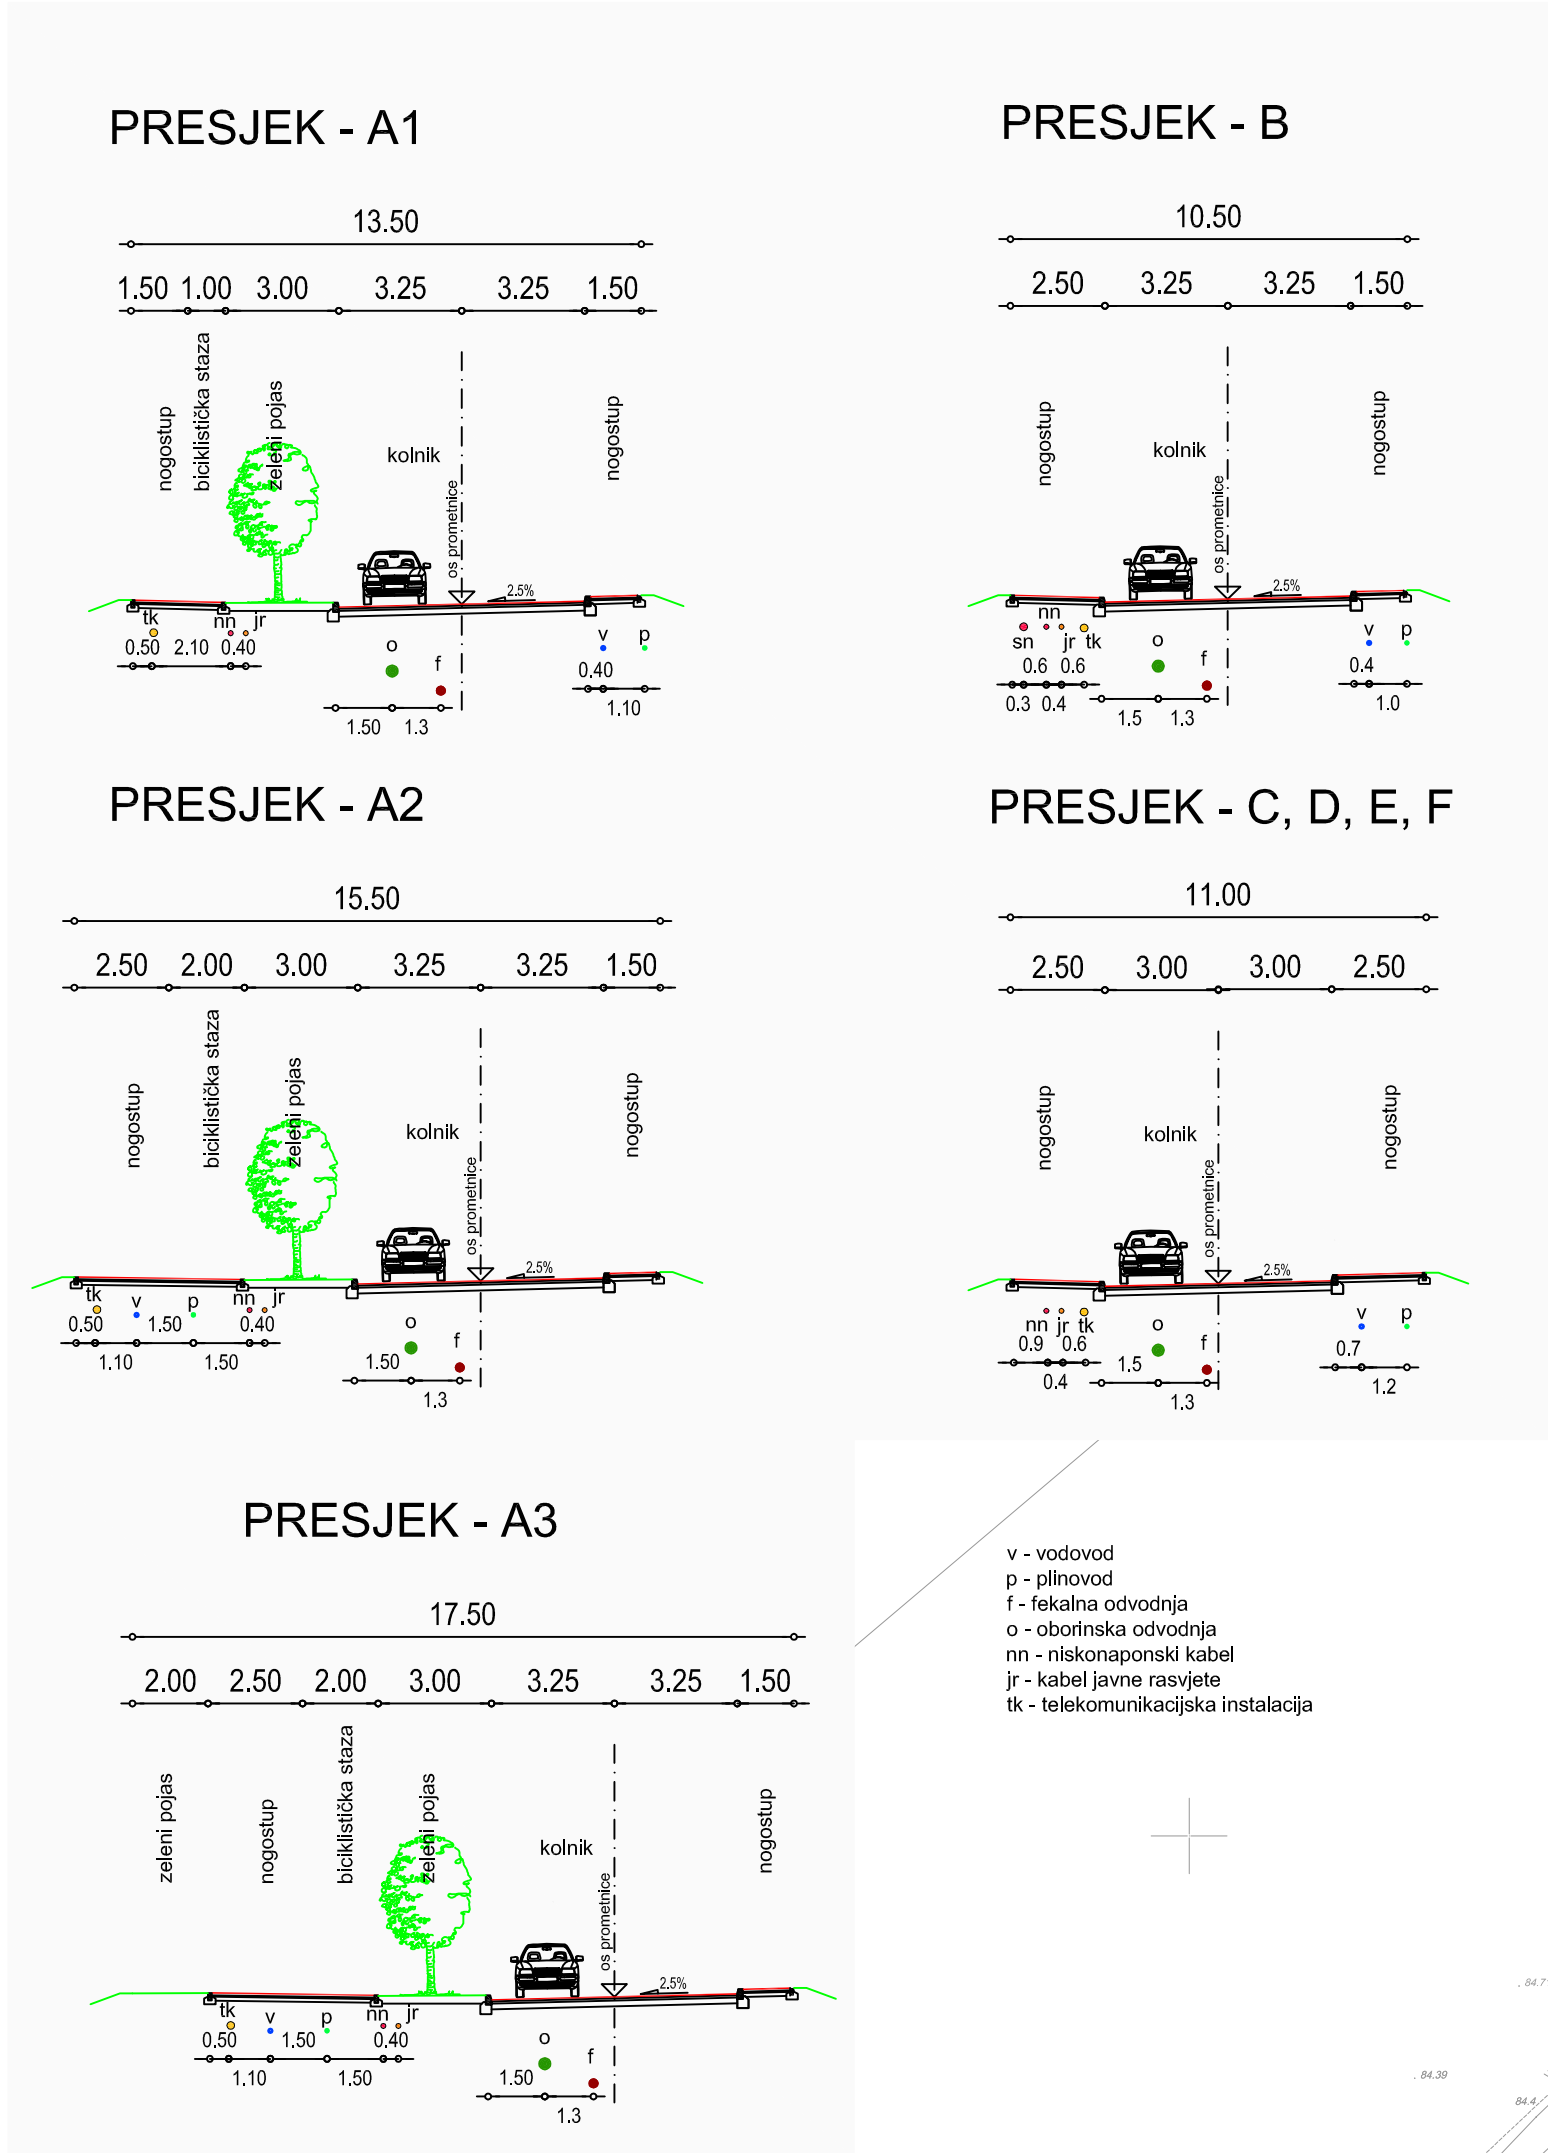 PRESJEK - A1
13.50
1.50 1.00 3.00 3.25 3.25 1.50
nogostup
biciklistička staza
zeleni pojas
kolnik
os prometnice
nogostup
2.5%
tk nn jr
0.50 2.10 0.40
o
f
v p
0.40
1.10
1.50 1.3
PRESJEK - B
10.50
2.50 3.25 3.25 1.50
nogostup
kolnik
os prometnice
nogostup
2.5%
nn
sn jr tk
0.6 0.6
0.3 0.4
o
f
1.5 1.3
v p
0.4
1.0
PRESJEK - A2
15.50
2.50 2.00 3.00 3.25 3.25 1.50
nogostup
biciklistička staza
zeleni pojas
kolnik
os prometnice
nogostup
2.5%
tk v p nn jr
0.50 1.50 0.40
1.10 1.50
o
f
1.50
1.3
PRESJEK - C, D, E, F
11.00
2.50 3.00 3.00 2.50
nogostup
kolnik
os prometnice
nogostup
2.5%
nn jr tk
0.9 0.6
0.4
o
f
1.5
1.3
v p
0.7
1.2
PRESJEK - A3
17.50
2.00 2.50 2.00 3.00 3.25 3.25 1.50
zeleni pojas
nogostup
biciklistička staza
zeleni pojas
kolnik
os prometnice
nogostup
2.5%
tk v p nn jr
0.50 1.50 0.40
1.10 1.50
o
f
1.50
1.3
v - vodovod
p - plinovod
f - fekalna odvodnja
o - oborinska odvodnja
nn - niskonaponski kabel
jr - kabel javne rasvjete
tk - telekomunikacijska instalacija
. 84.39